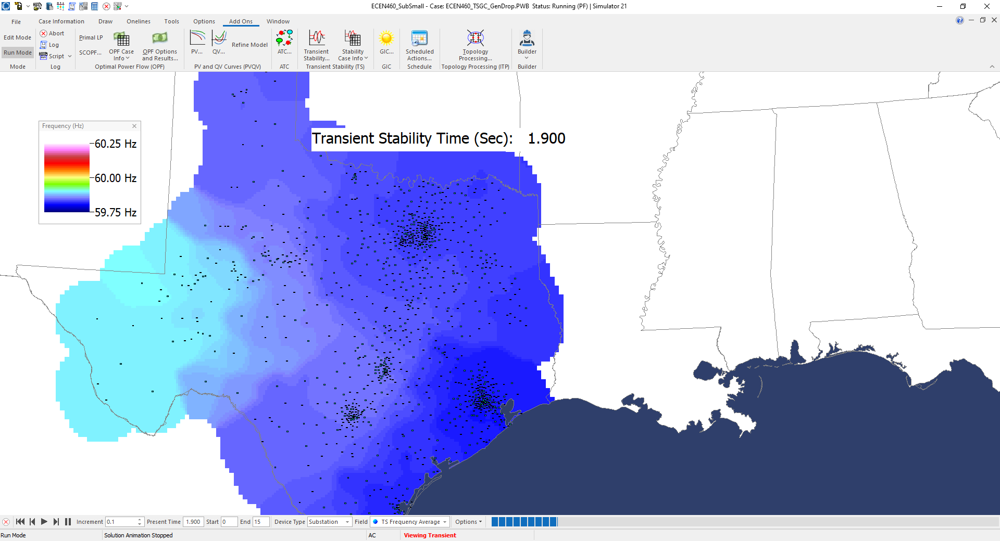 ECEN460_SubSmall - Case: ECEN460_TSGC_GenDrop.PWB Status: Running (PF) | Simulator 21
File Case Information Draw Onelines Tools Options Add Ons Window
Edit Mode
Run Mode
Mode
Abort
Log
Script
Log
Primal LP
SCOPF...
OPF Case
Info
OPF Options
and Results...
Optimal Power Flow (OPF)
PV...
QV...
Refine Model
PV and QV Curves (PVQV)
ATC...
ATC
Transient
Stability...
Stability
Case Info
Transient Stability (TS)
GIC...
GIC
Scheduled
Actions...
Schedule
Topology
Processing...
Topology Processing (ITP)
Builder
Builder
Frequency (Hz)
60.25 Hz
60.00 Hz
59.75 Hz
Transient Stability Time (Sec): 1.900
Increment 0.1 Present Time 1.900 Start 0 End 15 Device Type Substation Field TS Frequency Average Options
Run Mode Solution Animation Stopped AC Viewing Transient